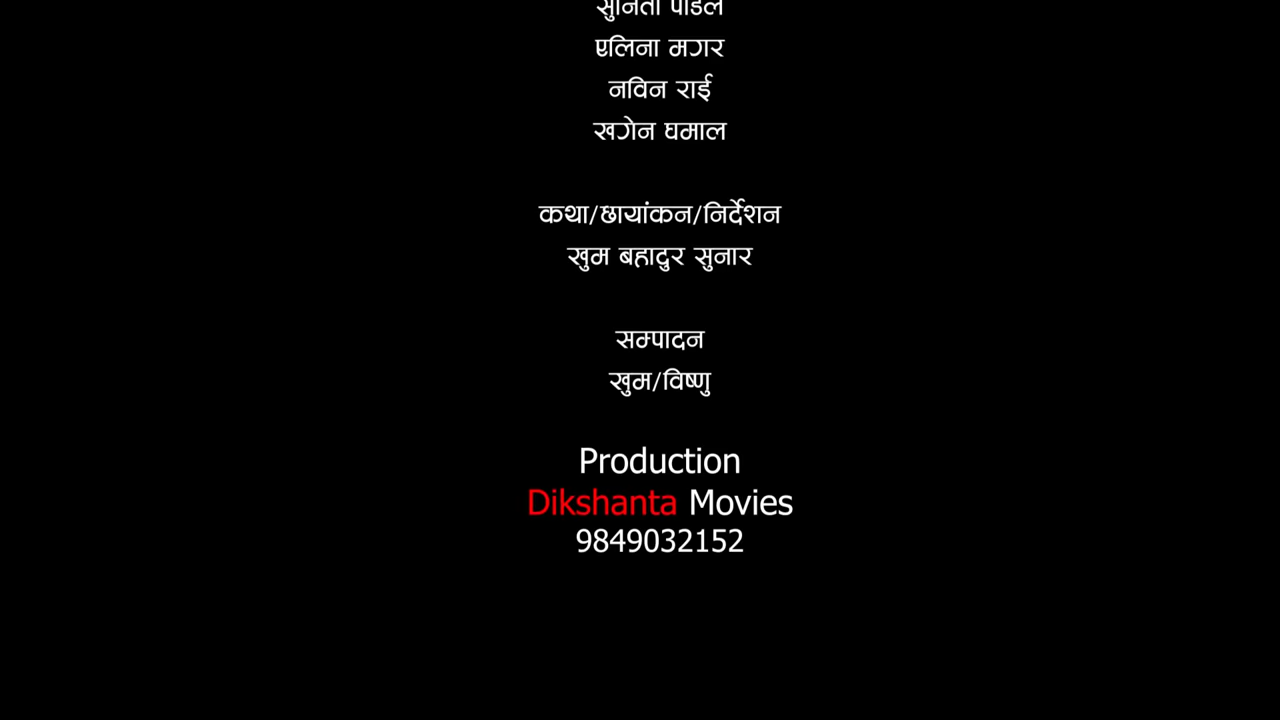 सुनिता पौडेल
एलिना मगर
नविन राई
खगेन घमाल
कथा/छायांकन/निर्देशन
खुम बहादुर सुनार
सम्पादन
खुम/विष्णु
Production
Dikshanta Movies
9849032152